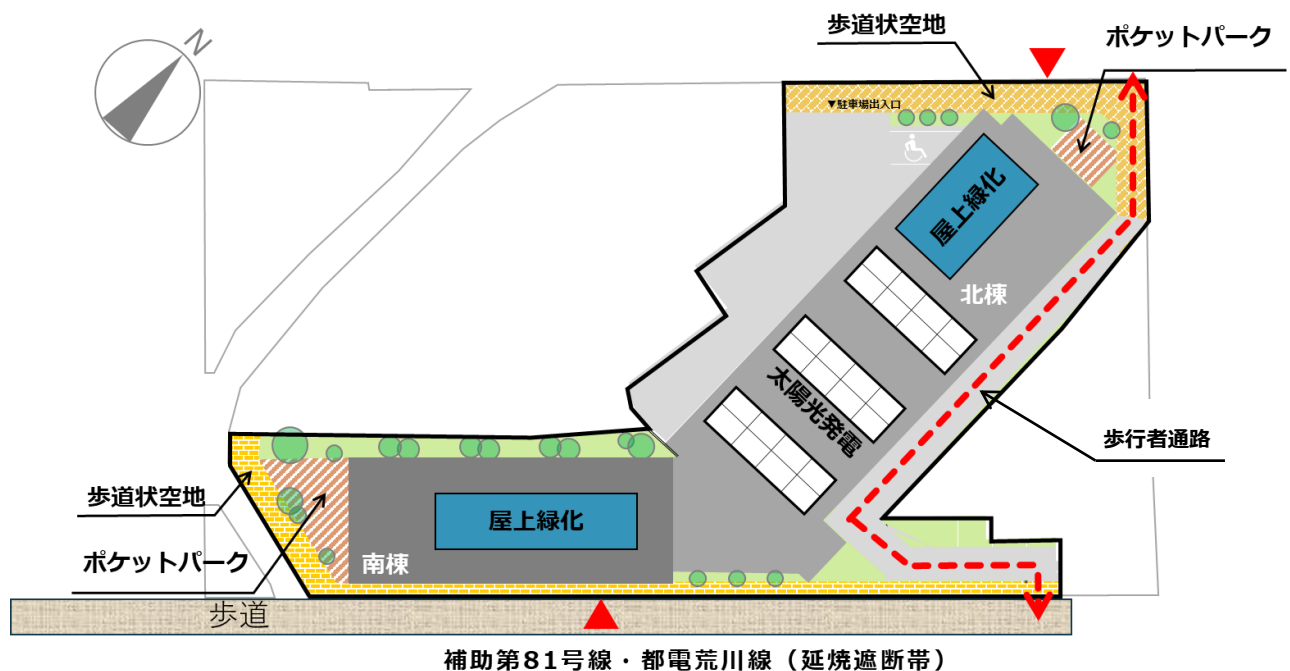 N
歩道状空地
ポケットパーク
▼駐車場出入口
屋上緑化
北棟
太陽光発電
歩行者通路
歩道状空地
屋上緑化
ポケットパーク
南棟
歩道
補助第81号線・都電荒川線（延焼遮断帯）